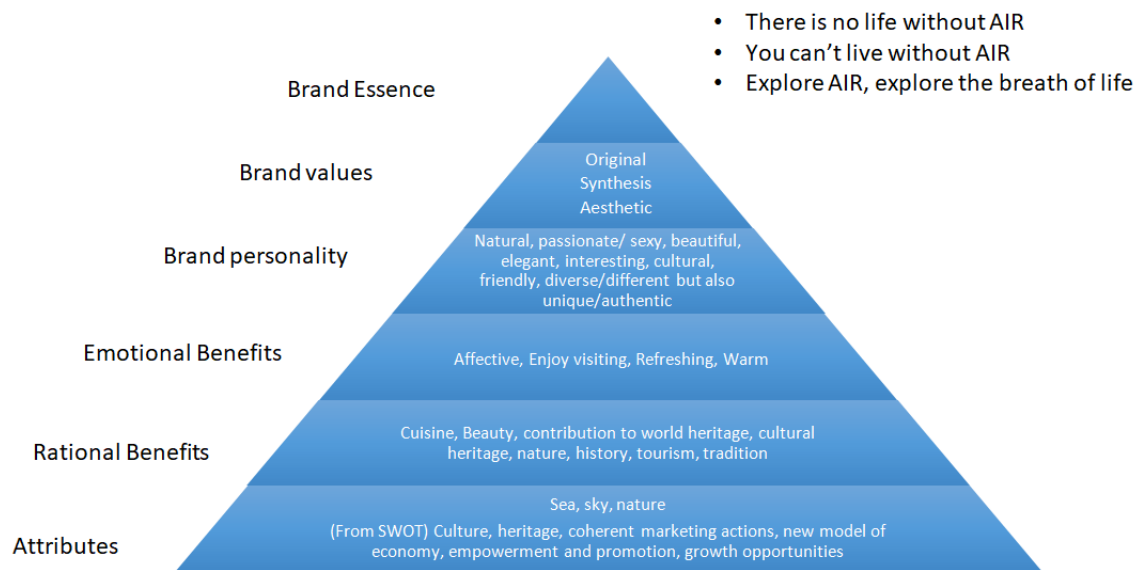 • There is no life without AIR
• You can’t live without AIR
• Explore AIR, explore the breath of life
Brand Essence
Brand values
Original
Synthesis
Aesthetic
Brand personality
Natural, passionate/ sexy, beautiful,
elegant, interesting, cultural,
friendly, diverse/different but also
unique/authentic
Emotional Benefits
Affective, Enjoy visiting, Refreshing, Warm
Rational Benefits
Cuisine, Beauty, contribution to world heritage, cultural
heritage, nature, history, tourism, tradition
Attributes
Sea, sky, nature
(From SWOT) Culture, heritage, coherent marketing actions, new model of
economy, empowerment and promotion, growth opportunities